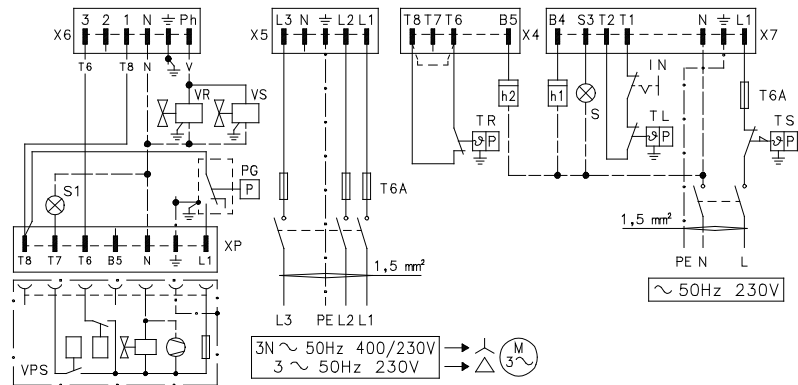 3 2 1 N Ph
X6
T6 T8 N V
VR VS
PG
P
S1
XP
T8 T7 T6 B5 N L1
VPS
X5
L3 N L2 L1
T6A
1,5 mm²
L3 PE L2 L1
3N ~ 50Hz 400/230V
3 ~ 50Hz 230V
M
3~
T8 T7 T6 B5
X4
h2
TR
ϑ P
B4 S3 T2 T1 N L1
X7
h1
S
IN
TL
ϑ P
T6A
TS
ϑ P
1,5 mm²
PE N L
~ 50Hz 230V